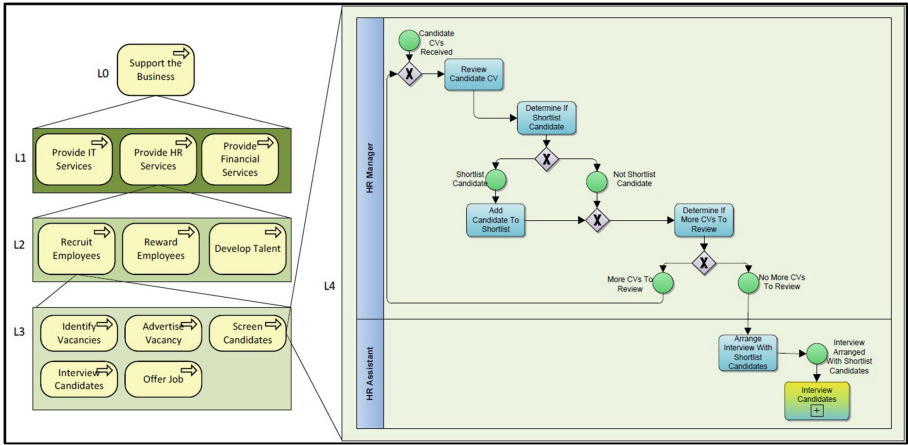 L0
Support the
Business
L1
Provide IT
Services
Provide HR
Services
Provide
Financial
Services
L2
Recruit
Employees
Reward
Employees
Develop Talent
L3
Identify
Vacancies
Advertise
Vacancy
Screen
Candidates
Interview
Candidates
Offer Job
L4
HR Manager
Candidate
CVs
Received
X
Review
Candidate CV
Determine If
Shortlist
Candidate
X
Shortlist
Candidate
Not Shortlist
Candidate
Add
Candidate To
Shortlist
X
Determine If
More CVs To
Review
X
More CVs To
Review
No More CVs
To Review
HR Assistant
Arrange
Interview With
Shortlist
Candidates
Interview
Arranged
With Shortlist
Candidates
Interview
Candidates
+